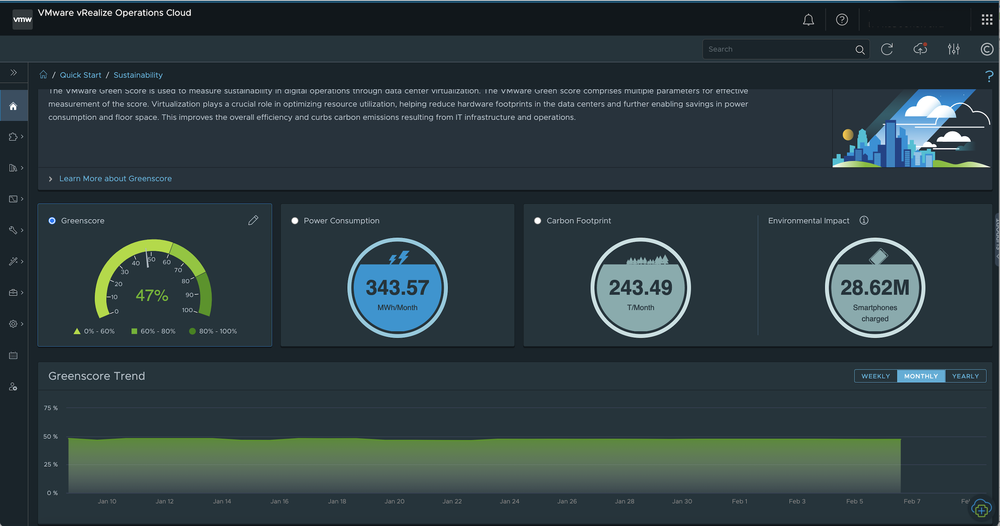 vmw
VMware vRealize Operations Cloud
Search
/ Quick Start / Sustainability
?
The VMware Green Score is used to measure sustainability in digital operations through data center virtualization. The VMware Green score comprises multiple parameters for effective
measurement of the score. Virtualization plays a crucial role in optimizing resource utilization, helping reduce hardware footprints in the data centers and further enabling savings in power
consumption and floor space. This improves the overall efficiency and curbs carbon emissions resulting from IT infrastructure and operations.
Learn More about Greenscore
Greenscore
0
10
20
30
40
50
60
70
80
90
100
47%
0% - 60%
60% - 80%
80% - 100%
Power Consumption
343.57
MWh/Month
Carbon Footprint
243.49
T/Month
Environmental Impact
28.62M
Smartphones
charged
SUPPORT
Greenscore Trend
WEEKLY
MONTHLY
YEARLY
75 %
50 %
25 %
0 %
Jan 10
Jan 12
Jan 14
Jan 16
Jan 18
Jan 20
Jan 22
Jan 24
Jan 26
Jan 28
Jan 30
Feb 1
Feb 3
Feb 5
Feb 7